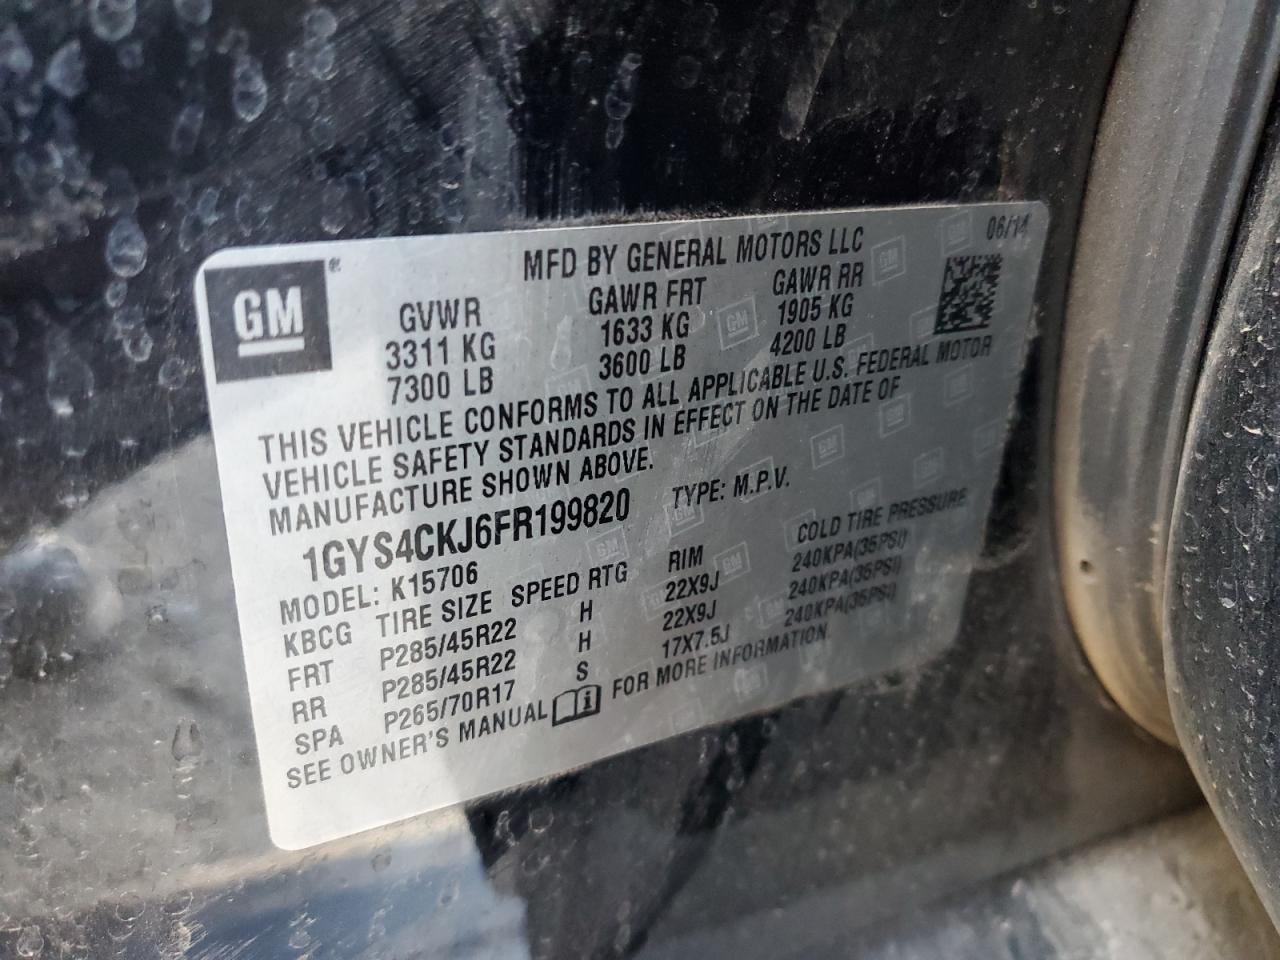 MFD BY GENERAL MOTORS LLC 06/14
GM ®
GVWR GAWR FRT GAWR RR
3311 KG 1633 KG 1905 KG
7300 LB 3600 LB 4200 LB
THIS VEHICLE CONFORMS TO ALL APPLICABLE U.S. FEDERAL MOTOR
VEHICLE SAFETY STANDARDS IN EFFECT ON THE DATE OF
MANUFACTURE SHOWN ABOVE.
1GYS4CKJ6FR199820 TYPE: M.P.V.
MODEL: K15706
KBCG TIRE SIZE SPEED RTG RIM COLD TIRE PRESSURE
FRT P285/45R22 H 22X9J 240KPA(35PSI)
RR P285/45R22 H 22X9J 240KPA(35PSI)
SPA P265/70R17 S 17X7.5J 240KPA(35PSI)
SEE OWNER'S MANUAL FOR MORE INFORMATION.